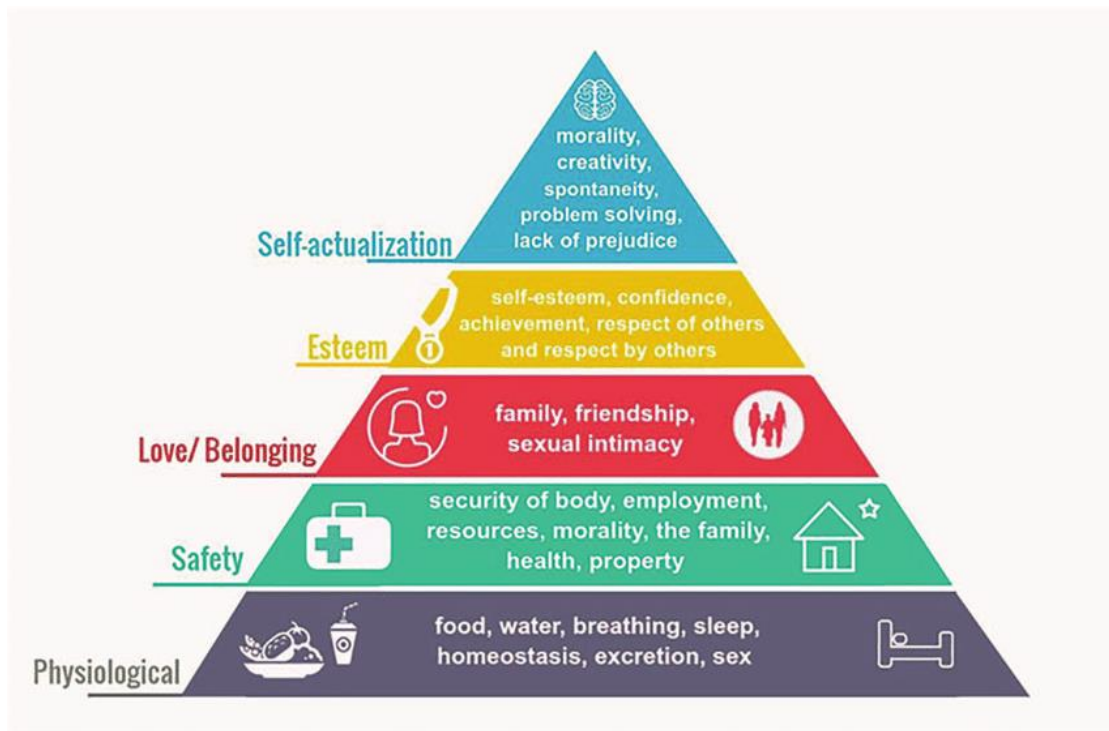 morality,
creativity,
spontaneity,
problem solving,
lack of prejudice
Self-actualization
self-esteem, confidence,
achievement, respect of others
and respect by others
Esteem
1
family, friendship,
sexual intimacy
Love/ Belonging
security of body, employment,
resources, morality, the family,
health, property
Safety
food, water, breathing, sleep,
homeostasis, excretion, sex
Physiological